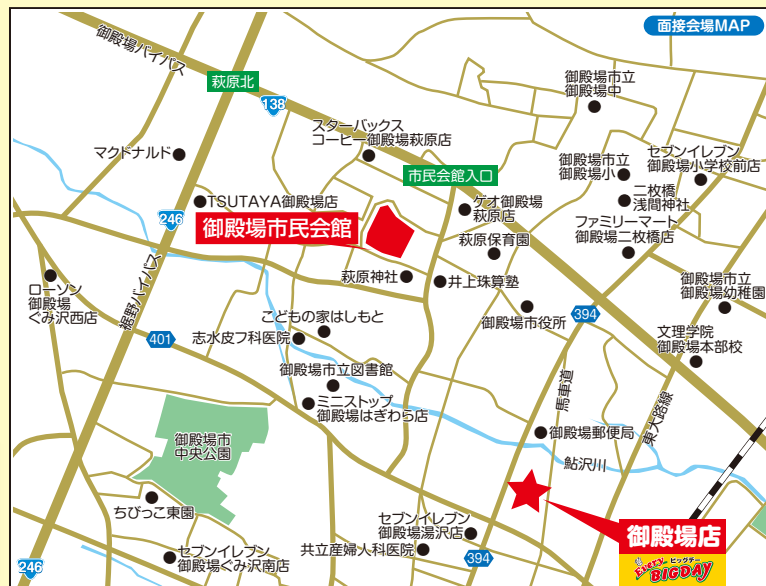 面接会場MAP
御殿場バイパス
萩原北
138
御殿場市立
御殿場中
スターバックス
コーヒー御殿場萩原店
マクドナルド
市民会館入口
御殿場市立
御殿場小
セブンイレブン
御殿場小学校前店
二枚橋
浅間神社
TSUTAYA御殿場店
246
ゲオ御殿場
萩原店
御殿場市民会館
ファミリーマート
御殿場二枚橋店
萩原保育園
萩原神社
井上珠算塾
御殿場市立
御殿場幼稚園
ローソン
御殿場
ぐみ沢西店
裾野バイパス
こどもの家はしもと
御殿場市役所
394
401
志水皮フ科医院
文理学院
御殿場本部校
御殿場市立図書館
馬車道
東大路線
ミニストップ
御殿場はぎわら店
御殿場市
中央公園
御殿場郵便局
鮎沢川
ちびっこ東園
セブンイレブン
御殿場湯沢店
御殿場店
共立産婦人科医院
394
セブンイレブン
御殿場ぐみ沢南店
246
Every ビッグデー
BIGDAY